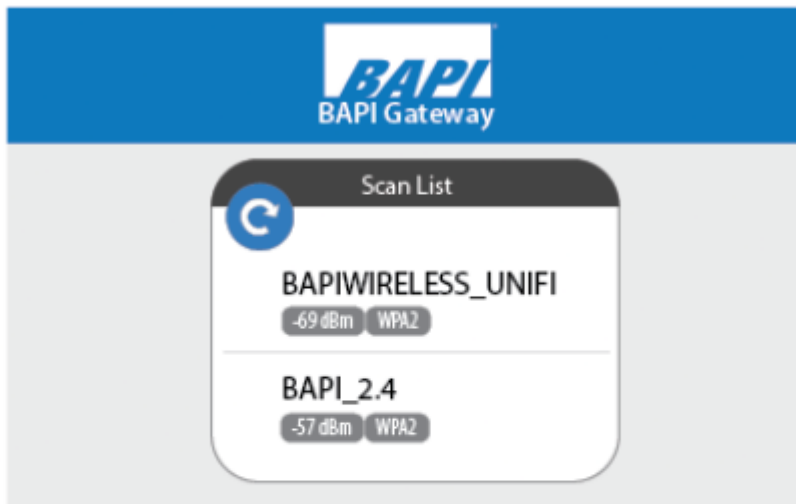 BAPI
BAPI Gateway
Scan List
BAPIWIRELESS_UNIFI
-69 dBm WPA2
BAPI_2.4
-57 dBm WPA2